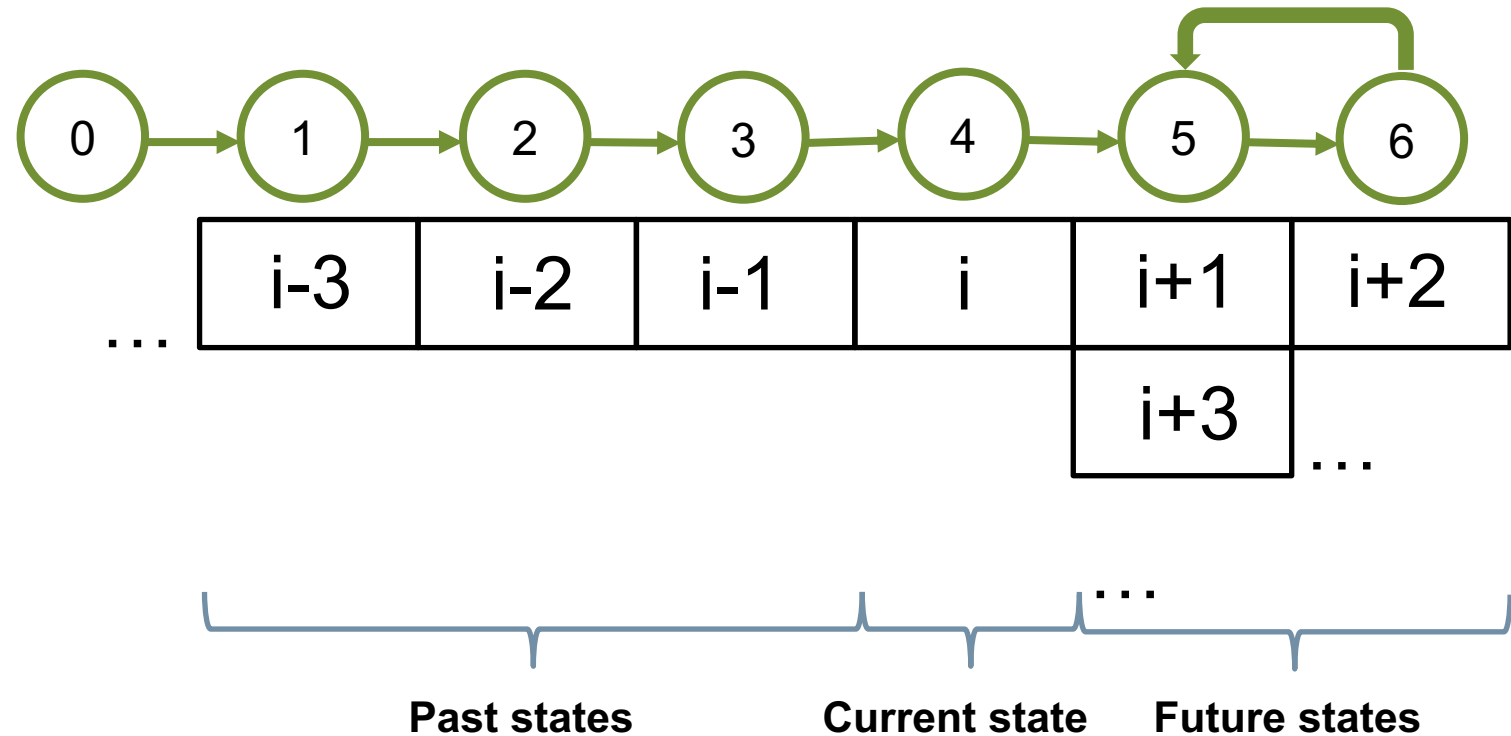 0 1 2 3 4 5 6
i-3 i-2 i-1 i i+1 i+2
...
i+3
...
...
Past states Current state Future states